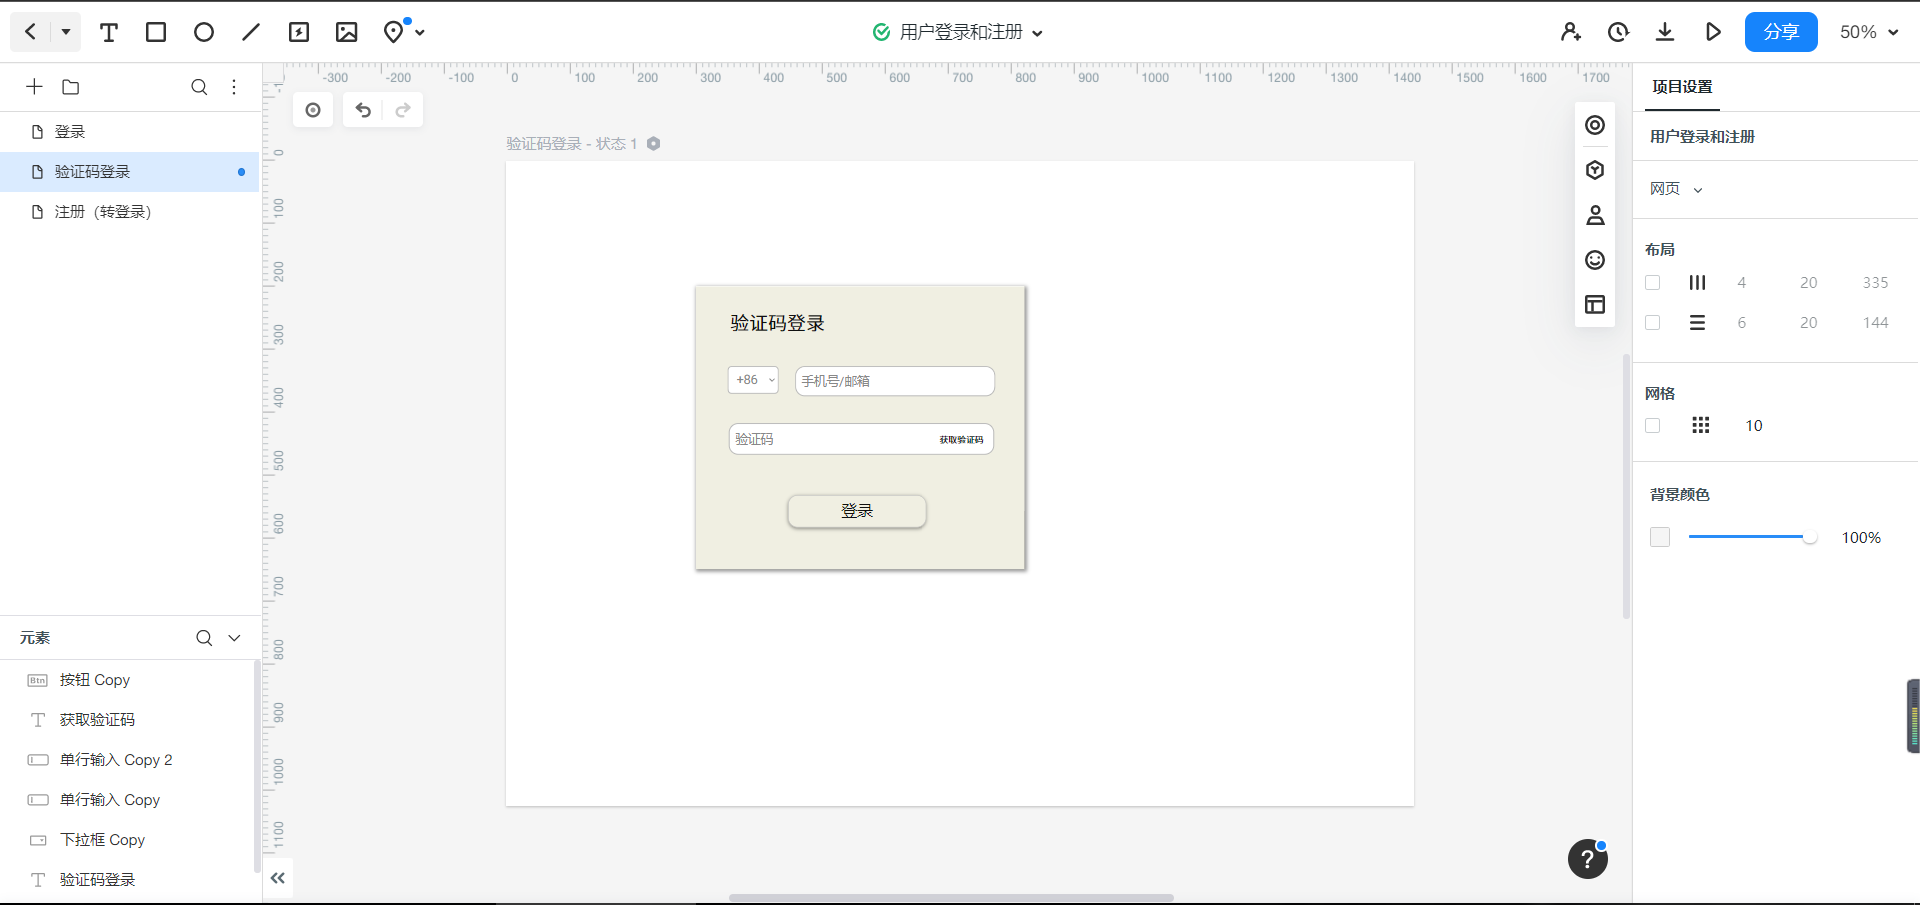 用户登录和注册
分享
50%
登录
验证码登录
注册（转登录）
元素
按钮 Copy
获取验证码
单行输入 Copy 2
单行输入 Copy
下拉框 Copy
验证码登录
-300 -200 -100 0 100 200 300 400 500 600 700 800 900 1000 1100 1200 1300 1400 1500 1600 1700
0
100
200
300
400
500
600
700
800
900
1000
1100
验证码登录 - 状态 1
验证码登录
+86
手机号/邮箱
验证码
获取验证码
登录
项目设置
用户登录和注册
网页
布局
4 20 335
6 20 144
网格
10
背景颜色
100%
?